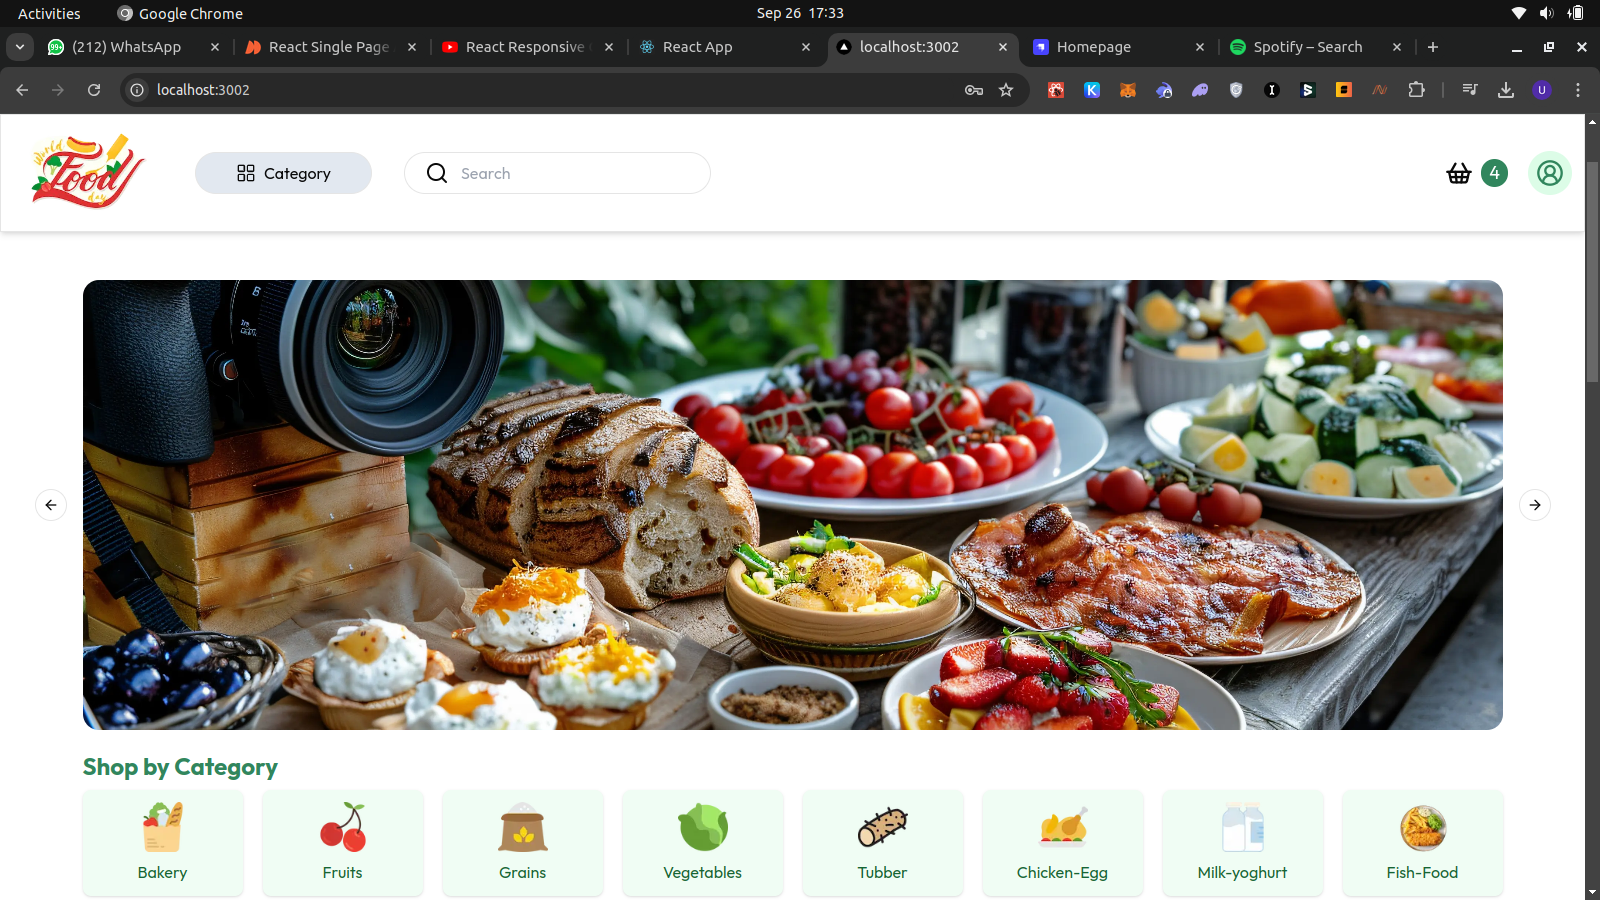 Activities
Google Chrome
Sep 26 17:33
(212) WhatsApp
React Single Page
React Responsive
React App
localhost:3002
Homepage
Spotify – Search
localhost:3002
World
Food
day
Category
Search
4
U
Shop by Category
Bakery
Fruits
Grains
Vegetables
Tubber
Chicken-Egg
Milk-yoghurt
Fish-Food